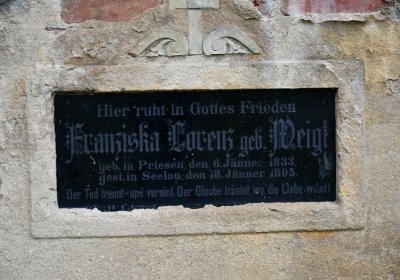 Hier ruht in Gottes Frieden
Franziska Lorenz geb. Weigl
geb. in Priesen den 6. Jänner 1833.
gest. in Seelau, den 18. Jänner 1895.
Der Tod trennt und vereint. Der Glaube tröstet, wo die Liebe weint!